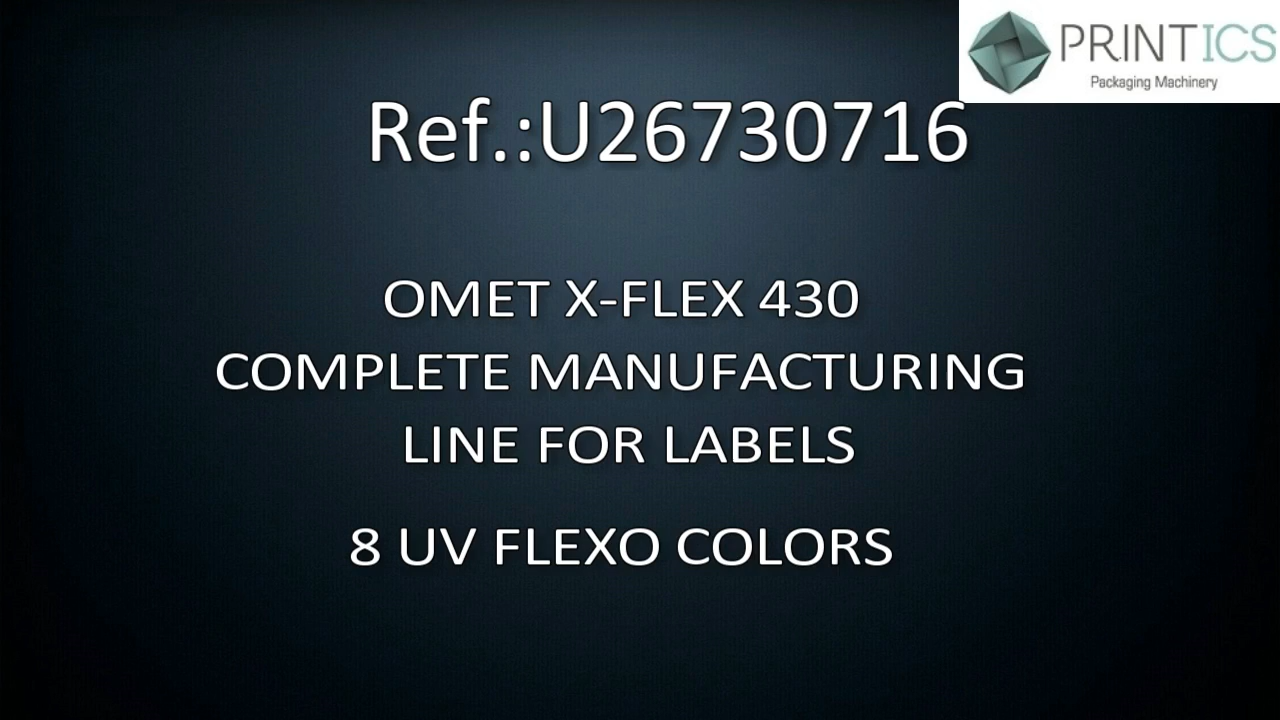 PRINTICS
Packaging Machinery
Ref.:U26730716
OMET X-FLEX 430
COMPLETE MANUFACTURING
LINE FOR LABELS
8 UV FLEXO COLORS